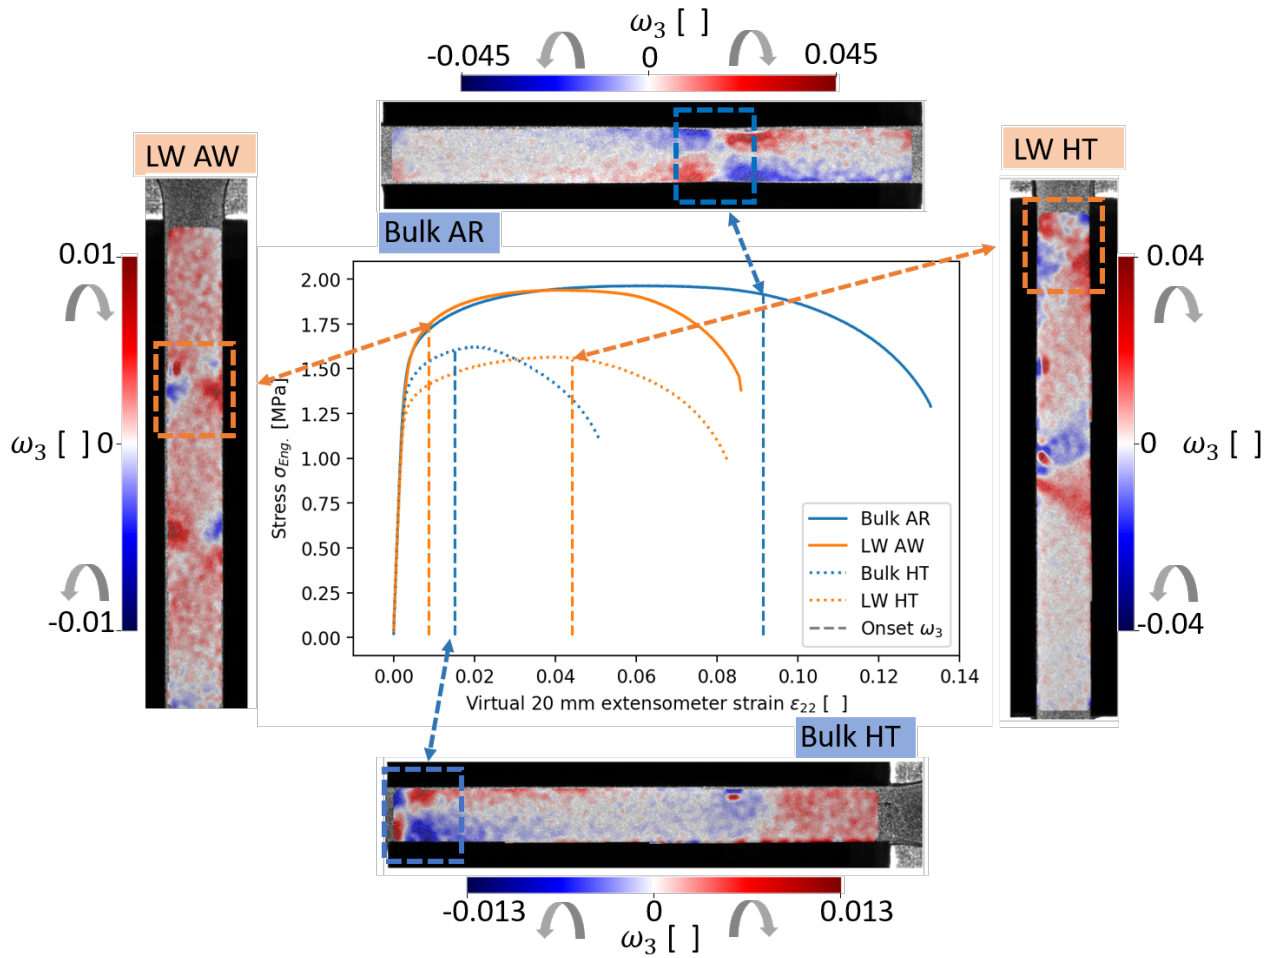 ω₃ [ ]
-0.045 0 0.045
LW AW
LW HT
Bulk AR
0.01
ω₃ [ ] 0
-0.01
0.04
0 ω₃ [ ]
-0.04
2.00
1.75
1.50
1.25
1.00
0.75
0.50
0.25
0.00
Stress σEng. [MPa]
Bulk AR
LW AW
Bulk HT
LW HT
Onset ω₃
0.00 0.02 0.04 0.06 0.08 0.10 0.12 0.14
Virtual 20 mm extensometer strain ε₂₂ [ ]
Bulk HT
-0.013 0 0.013
ω₃ [ ]